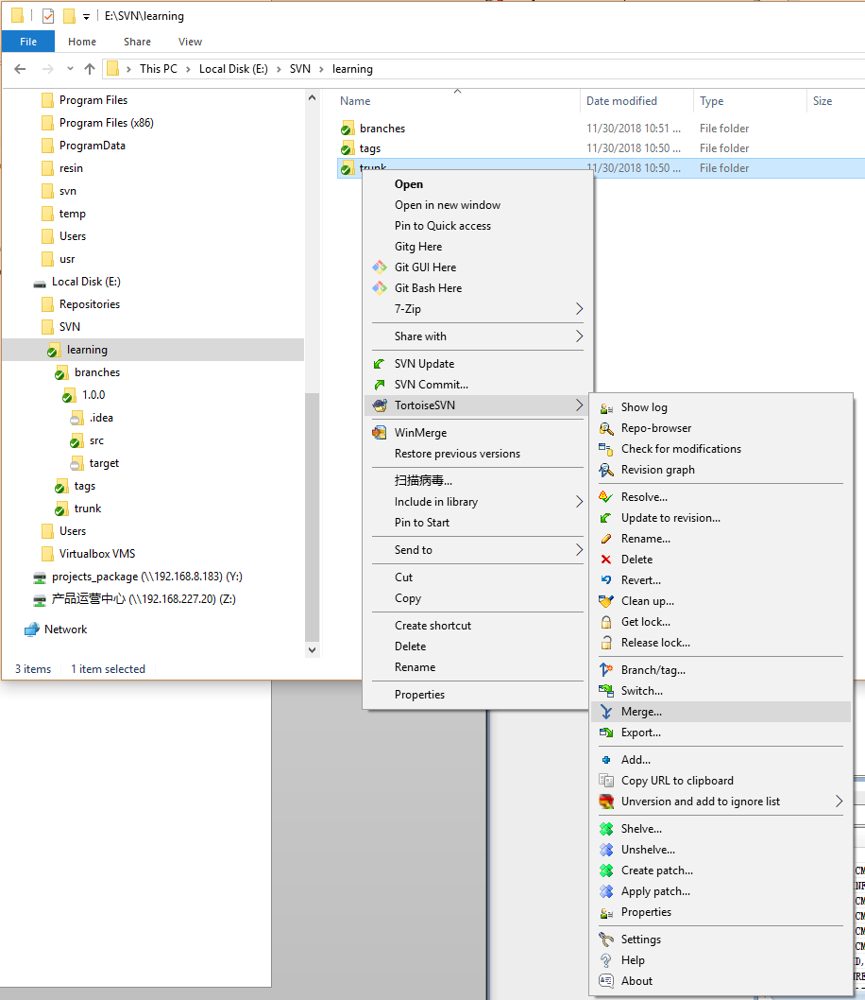 E:\SVN\learning
File Home Share View
This PC > Local Disk (E:) > SVN > learning
Program Files
Program Files (x86)
ProgramData
resin
svn
temp
Users
usr
Local Disk (E:)
Repositories
SVN
learning
branches
1.0.0
.idea
src
target
tags
trunk
Users
Virtualbox VMS
projects_package (\\192.168.8.183) (Y:)
产品运营中心 (\\192.168.227.20) (Z:)
Network
3 items 1 item selected
Name Date modified Type Size
branches 11/30/2018 10:51 ... File folder
tags 11/30/2018 10:50 ... File folder
trunk 11/30/2018 10:50 ... File folder
Open
Open in new window
Pin to Quick access
Gitg Here
Git GUI Here
Git Bash Here
7-Zip
Share with
SVN Update
SVN Commit...
TortoiseSVN
WinMerge
Restore previous versions
扫描病毒...
Include in library
Pin to Start
Send to
Cut
Copy
Create shortcut
Delete
Rename
Properties
Show log
Repo-browser
Check for modifications
Revision graph
Resolve...
Update to revision...
Rename...
Delete
Revert...
Clean up...
Get lock...
Release lock...
Branch/tag...
Switch...
Merge...
Export...
Add...
Copy URL to clipboard
Unversion and add to ignore list
Shelve...
Unshelve...
Create patch...
Apply patch...
Properties
Settings
Help
About